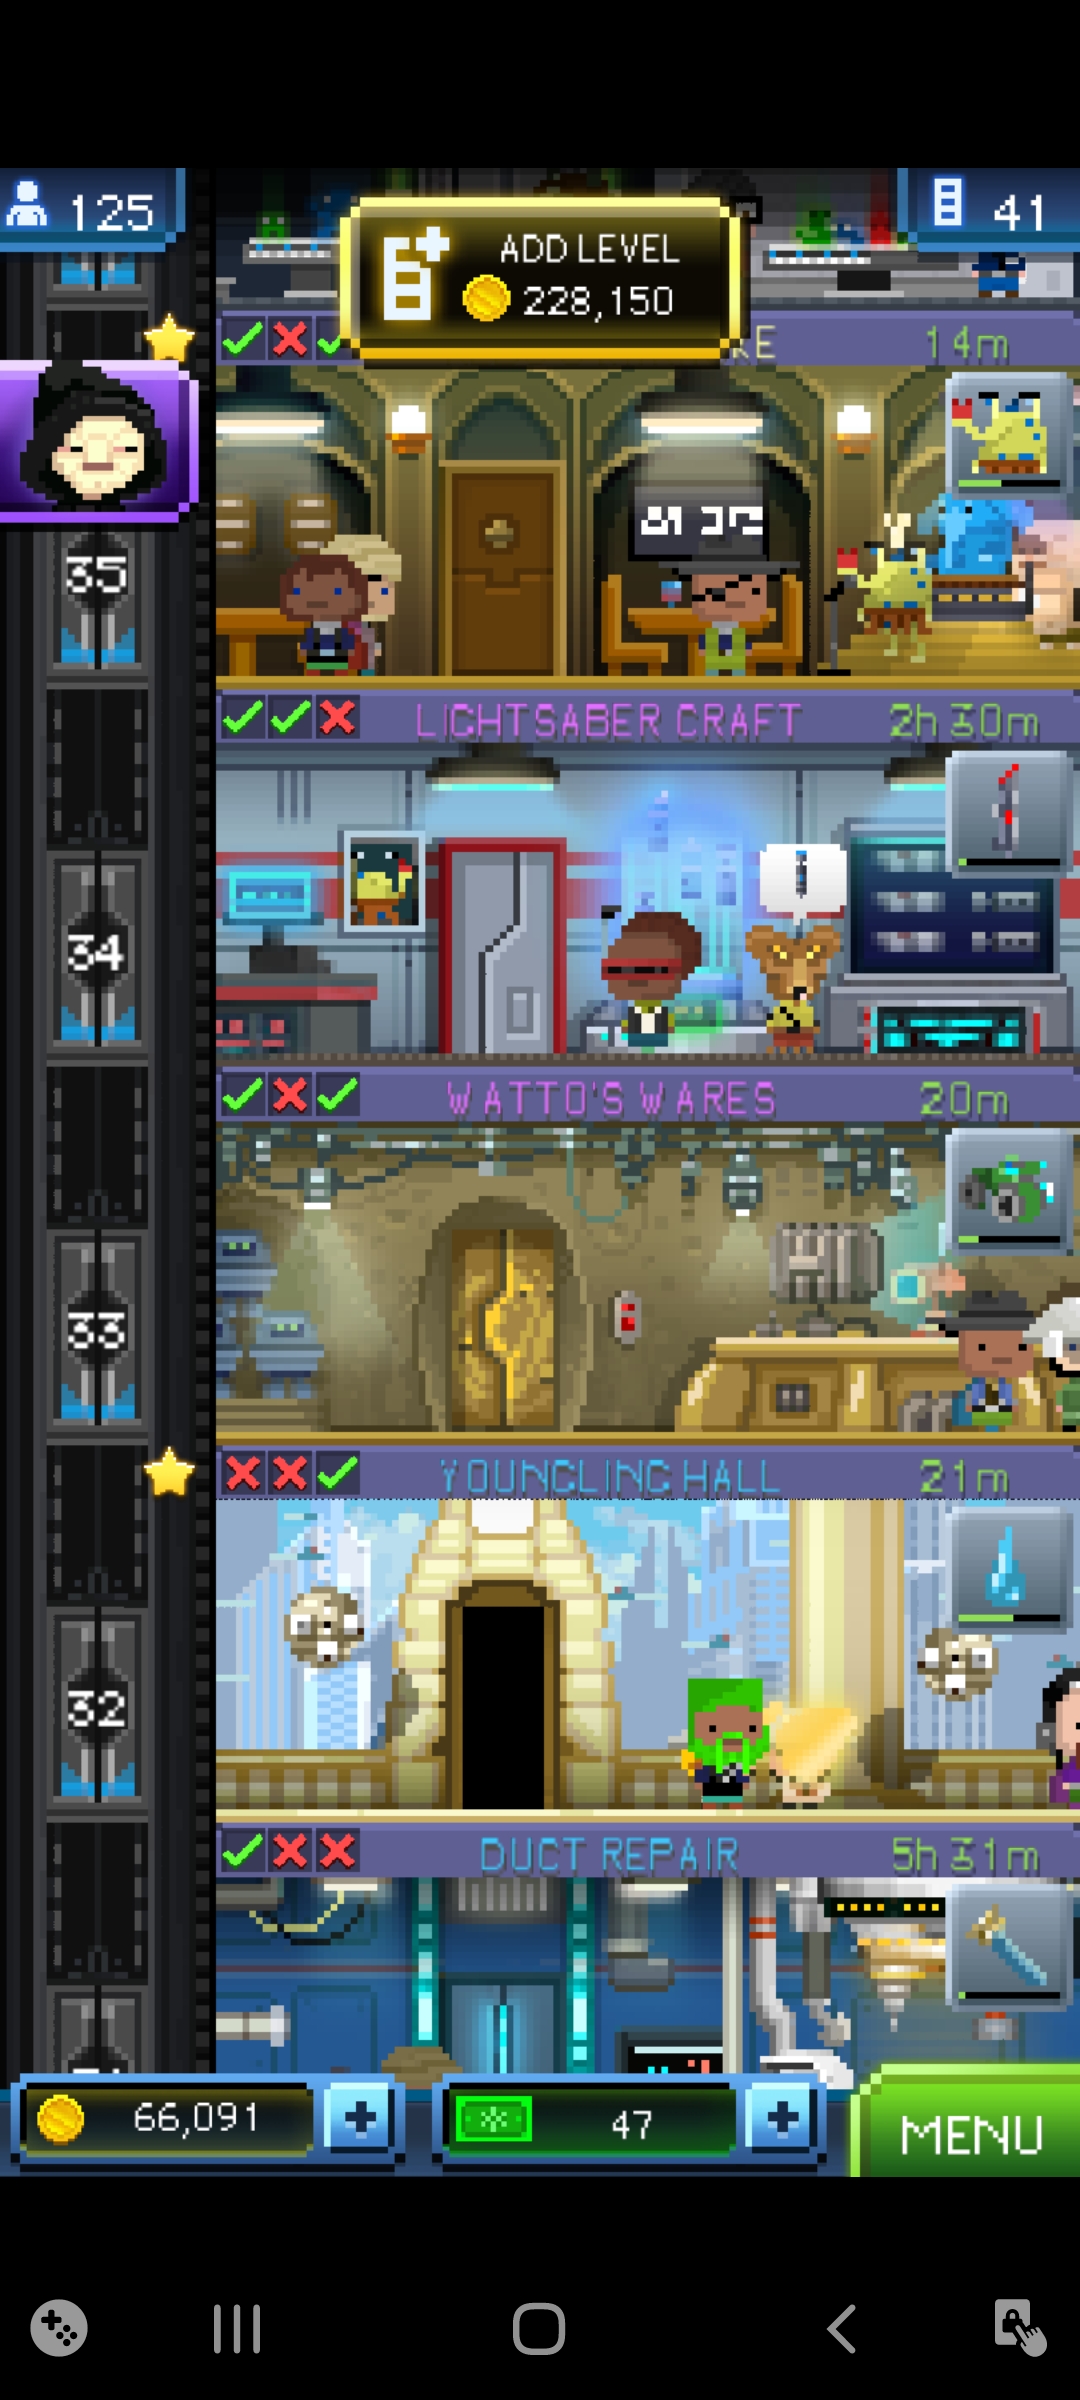 125
ADD LEVEL
228,150
41
KE
14m
35
LIGHTSABER CRAFT
2h 30m
34
WATTO'S WARES
20m
33
YOUNGLING HALL
21m
32
DUCT REPAIR
5h 31m
66,091
47
MENU